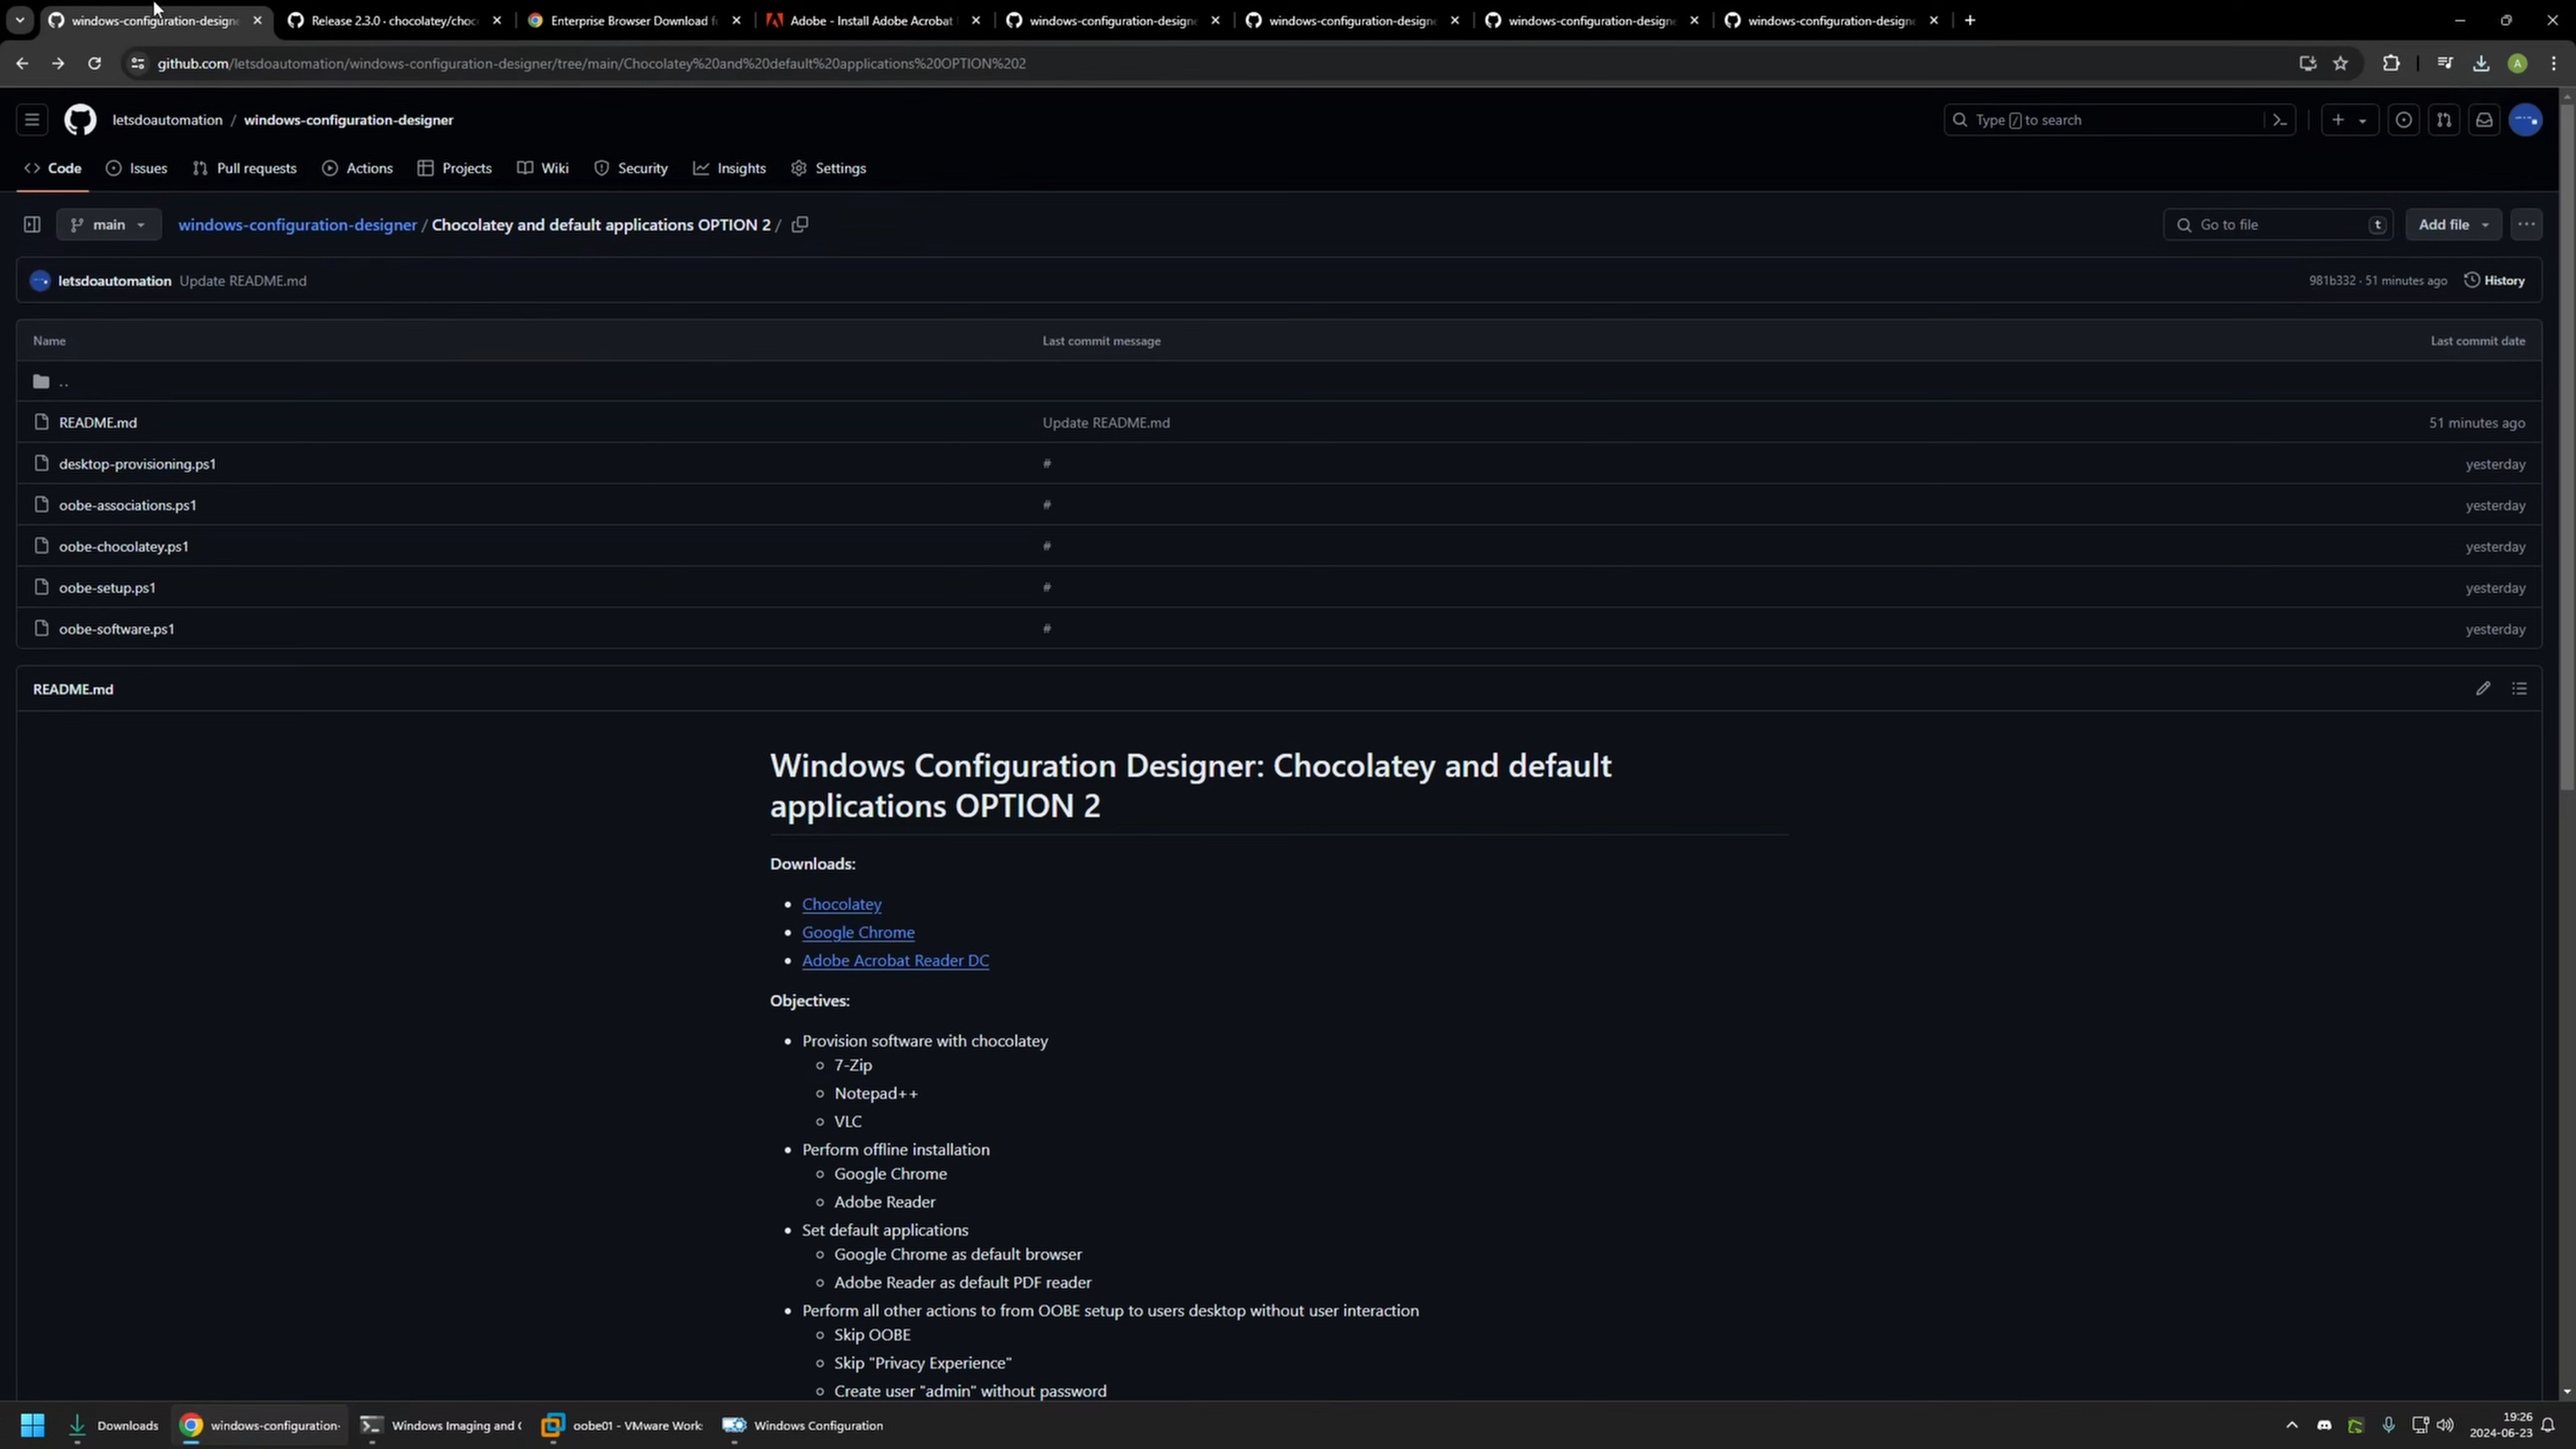 windows-configuration-designe
Release 2.3.0 · chocolatey/choc
Enterprise Browser Download f
Adobe - Install Adobe Acrobat
windows-configuration-design
windows-configuration-design
windows-configuration-design
windows-configuration-design
github.com/letsdoautomation/windows-configuration-designer/tree/main/Chocolatey%20and%20default%20applications%20OPTION%202
A
letsdoautomation / windows-configuration-designer
Type / to search
Code Issues Pull requests Actions Projects Wiki Security Insights Settings
main windows-configuration-designer / Chocolatey and default applications OPTION 2 /
Go to file t Add file
letsdoautomation Update README.md 981b332 · 51 minutes ago History
Name Last commit message Last commit date
..
README.md Update README.md 51 minutes ago
desktop-provisioning.ps1 # yesterday
oobe-associations.ps1 # yesterday
oobe-chocolatey.ps1 # yesterday
oobe-setup.ps1 # yesterday
oobe-software.ps1 # yesterday
README.md
Windows Configuration Designer: Chocolatey and default
applications OPTION 2
Downloads:
Chocolatey
Google Chrome
Adobe Acrobat Reader DC
Objectives:
Provision software with chocolatey
7-Zip
Notepad++
VLC
Perform offline installation
Google Chrome
Adobe Reader
Set default applications
Google Chrome as default browser
Adobe Reader as default PDF reader
Perform all other actions to from OOBE setup to users desktop without user interaction
Skip OOBE
Skip "Privacy Experience"
Create user "admin" without password
Downloads windows-configuration- Windows Imaging and C oobe01 - VMware Works Windows Configuration
19:26
2024-06-23